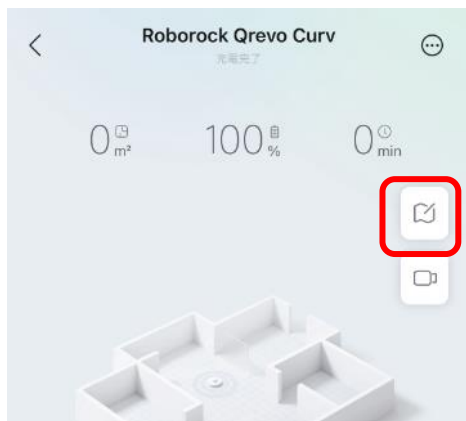 Roborock Qrevo Curv
充電完了
0 m²
100 %
0 min